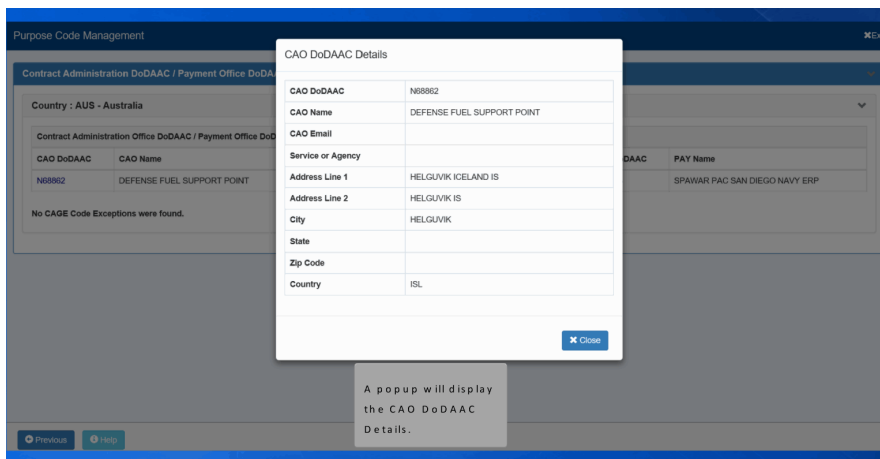 Purpose Code Management
✖Ex
Contract Administration DoDAAC / Payment Office DoDA
Country : AUS - Australia
Contract Administration Office DoDAAC / Payment Office DoD
CAO DoDAAC CAO Name DAAC PAY Name
N68862 DEFENSE FUEL SUPPORT POINT SPAWAR PAC SAN DIEGO NAVY ERP
No CAGE Code Exceptions were found.
CAO DoDAAC Details
CAO DoDAAC N68862
CAO Name DEFENSE FUEL SUPPORT POINT
CAO Email
Service or Agency
Address Line 1 HELGUVIK ICELAND IS
Address Line 2 HELGUVIK IS
City HELGUVIK
State
Zip Code
Country ISL
✖ Close
A popup will display
the CAO DoDAAC
Details.
Previous Help